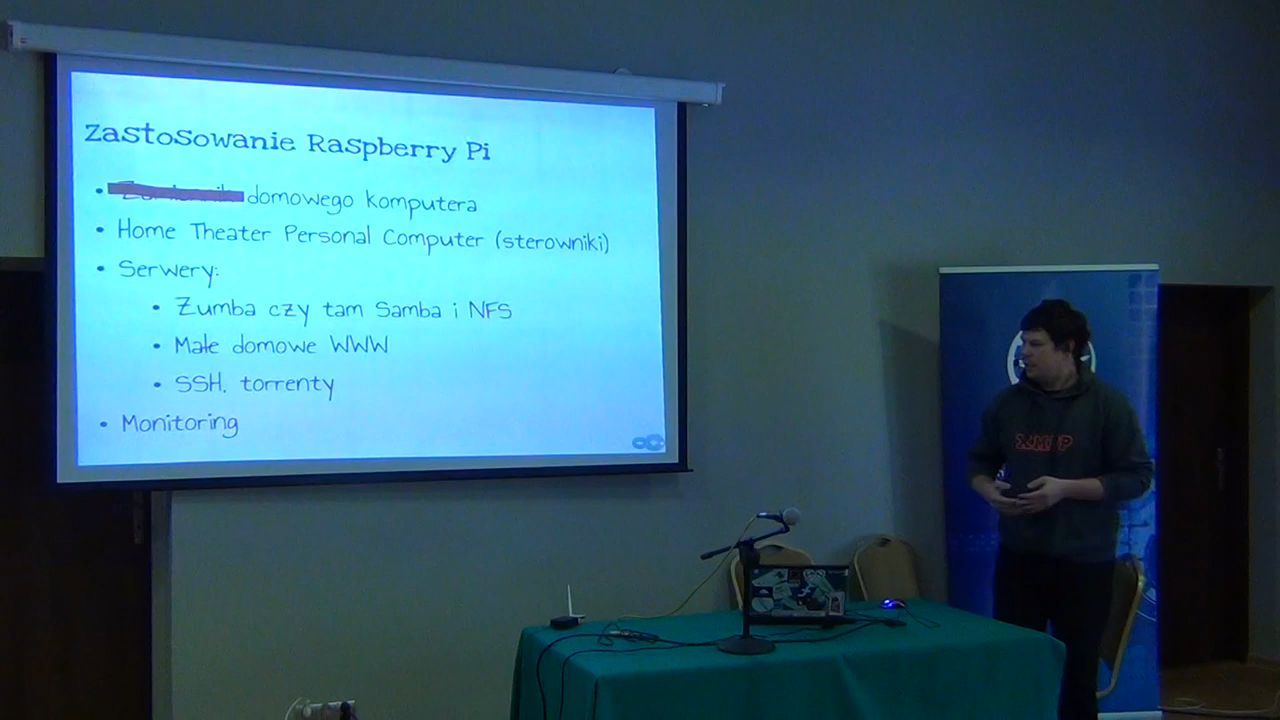 Zastosowanie Raspberry Pi
• domowego komputera
• Home Theater Personal Computer (sterowniki)
• Serwery:
• Zumba czy tam Samba i NFS
• Małe domowe WWW
• SSH, torrenty
• Monitoring
XMPP